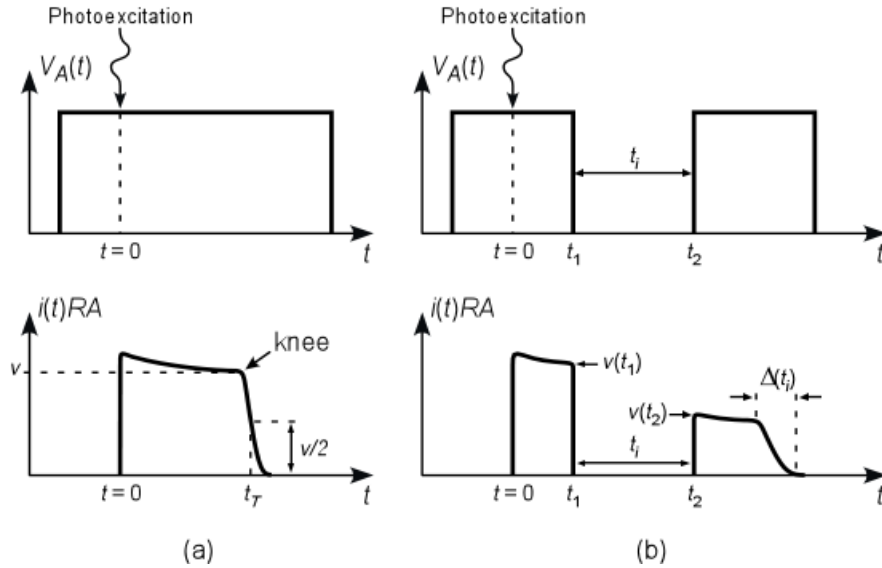 Photoexcitation
V_A(t)
t = 0
t
i(t)RA
knee
v
v/2
t = 0
t_T
t
(a)
Photoexcitation
V_A(t)
t_i
t = 0
t_1
t_2
t
i(t)RA
v(t_1)
Δ(t_i)
v(t_2)
t_i
t = 0
t_1
t_2
t
(b)